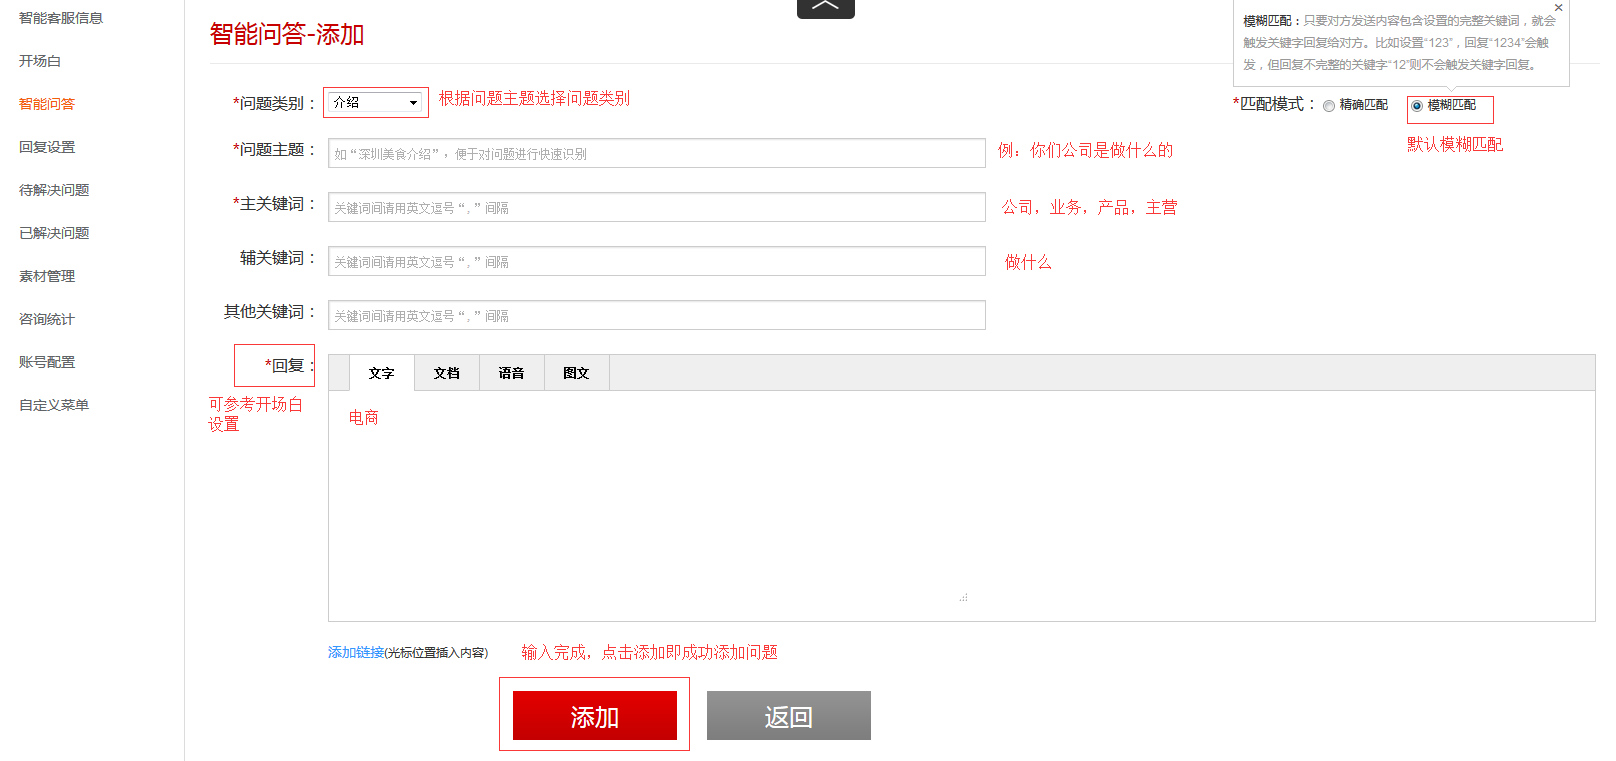 智能客服信息
开场白
智能问答
回复设置
待解决问题
已解决问题
素材管理
咨询统计
账号配置
自定义菜单
智能问答-添加
模糊匹配：只要对方发送内容包含设置的完整关键词，就会
触发关键字回复给对方。比如设置“123”，回复“1234”会触
发，但回复不完整的关键字“12”则不会触发关键字回复。
*问题类别： 介绍 根据问题主题选择问题类别
*匹配模式： 精确匹配 模糊匹配
默认模糊匹配
*问题主题： 如“深圳美食介绍”，便于对问题进行快速识别 例：你们公司是做什么的
*主关键词： 关键词间请用英文逗号“,”间隔 公司，业务，产品，主营
辅关键词： 关键词间请用英文逗号“,”间隔 做什么
其他关键词： 关键词间请用英文逗号“,”间隔
*回复： 文字 文档 语音 图文
可参考开场白
设置
电商
添加链接(光标位置插入内容) 输入完成，点击添加即成功添加问题
添加 返回